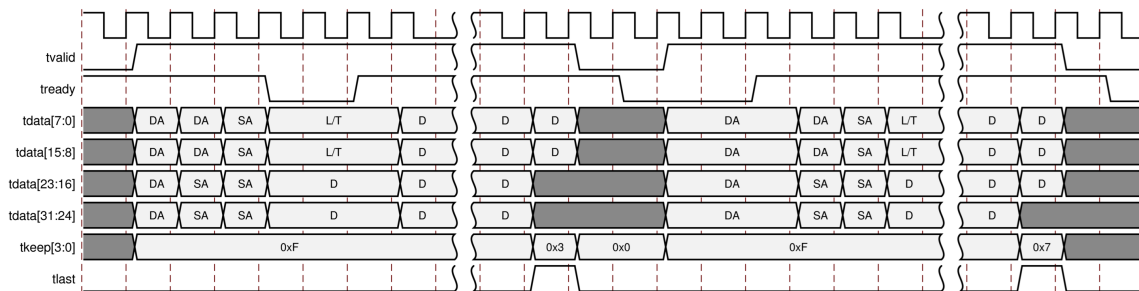 tvalid
tready
tdata[7:0] DA DA SA L/T D D D DA DA SA L/T D D
tdata[15:8] DA DA SA L/T D D D DA DA SA L/T D D
tdata[23:16] DA SA SA D D D DA SA SA D D D
tdata[31:24] DA SA SA D D D DA SA SA D D
tkeep[3:0] 0xF 0x3 0x0 0xF 0x7
tlast